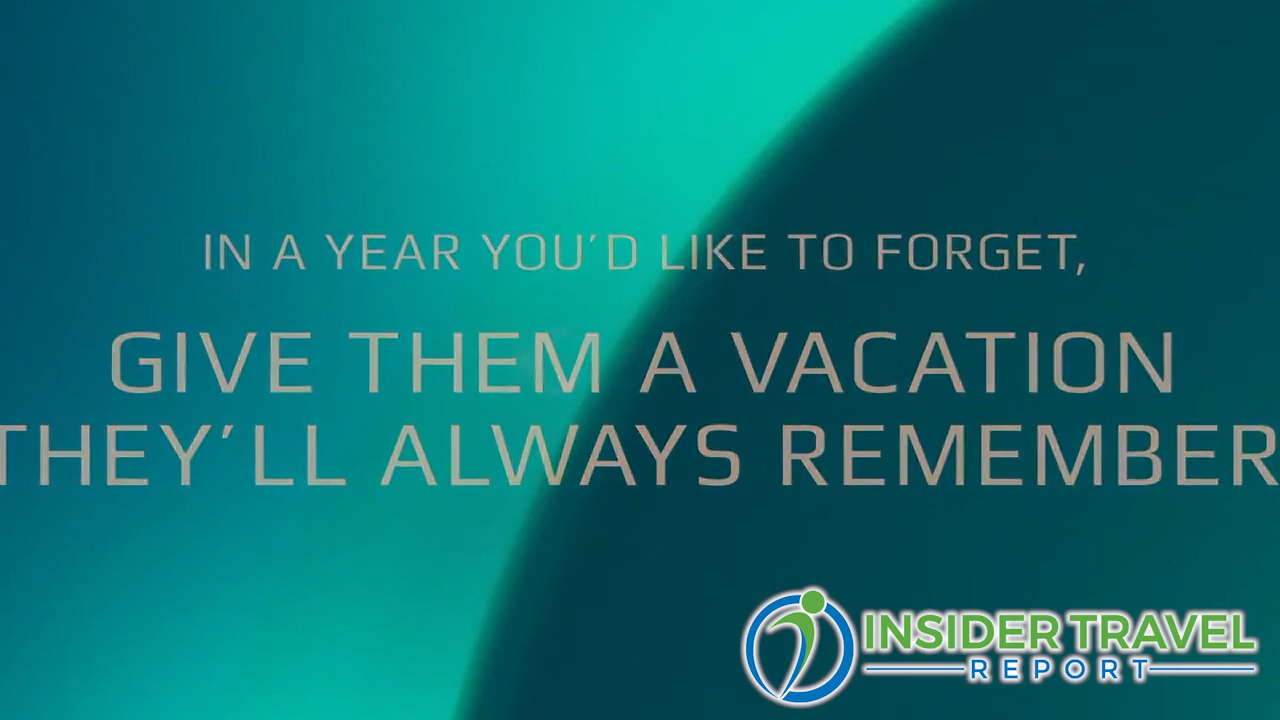 IN A YEAR YOU'D LIKE TO FORGET,
GIVE THEM A VACATION
THEY'LL ALWAYS REMEMBER
INSIDER TRAVEL
REPORT